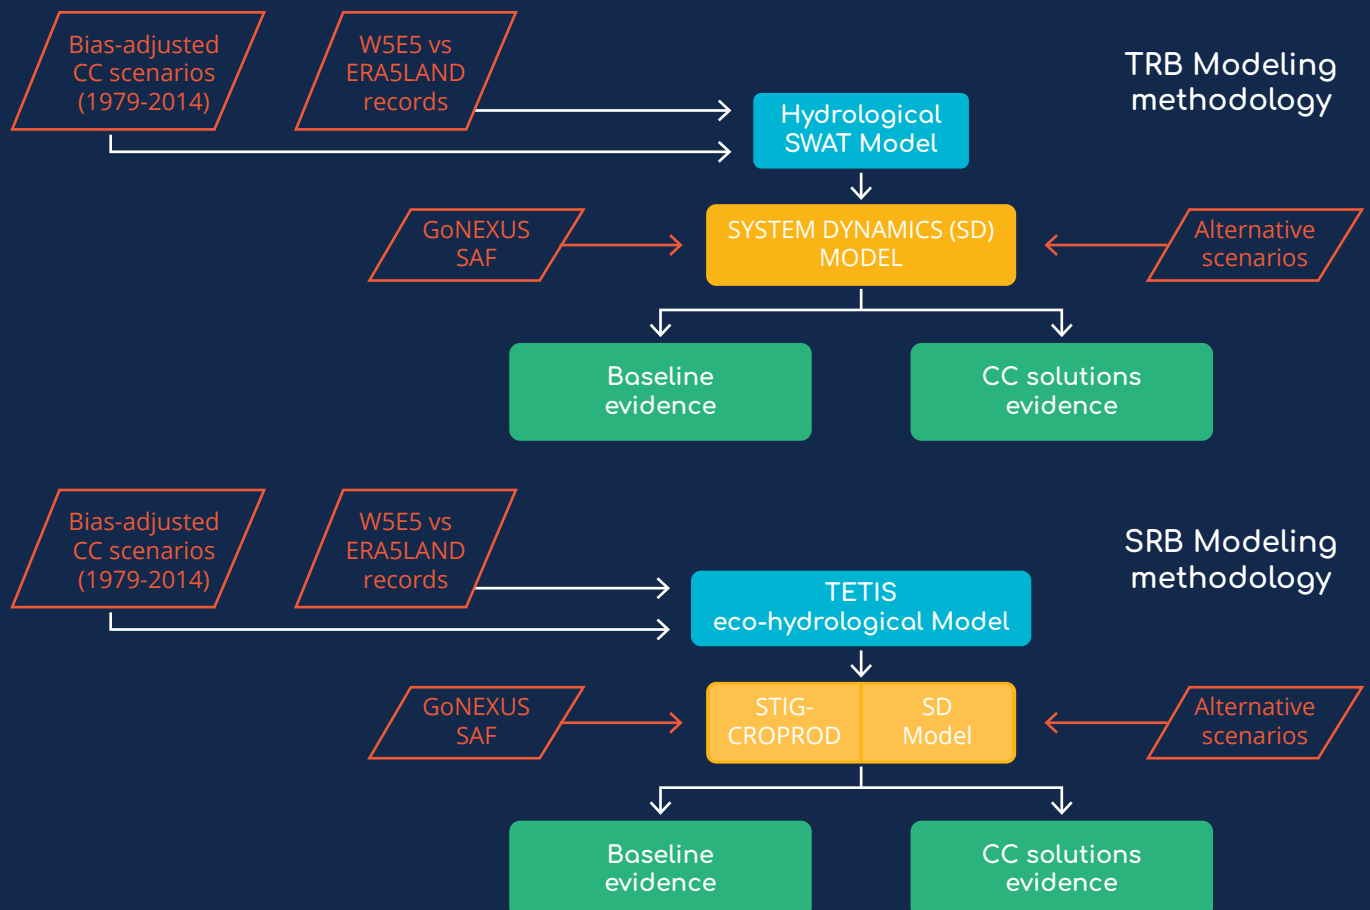 Bias-adjusted
CC scenarios
(1979-2014)
W5E5 vs
ERA5LAND
records
TRB Modeling
methodology
Hydrological
SWAT Model
GoNEXUS
SAF
SYSTEM DYNAMICS (SD)
MODEL
Alternative
scenarios
Baseline
evidence
CC solutions
evidence
Bias-adjusted
CC scenarios
(1979-2014)
W5E5 vs
ERA5LAND
records
SRB Modeling
methodology
TETIS
eco-hydrological Model
GoNEXUS
SAF
STIG-
CROPROD
SD
Model
Alternative
scenarios
Baseline
evidence
CC solutions
evidence